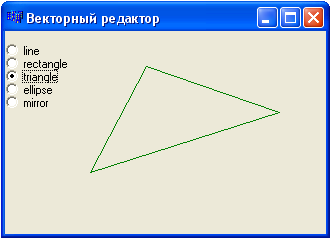 Векторный редактор
line
rectangle
triangle
ellipse
mirror